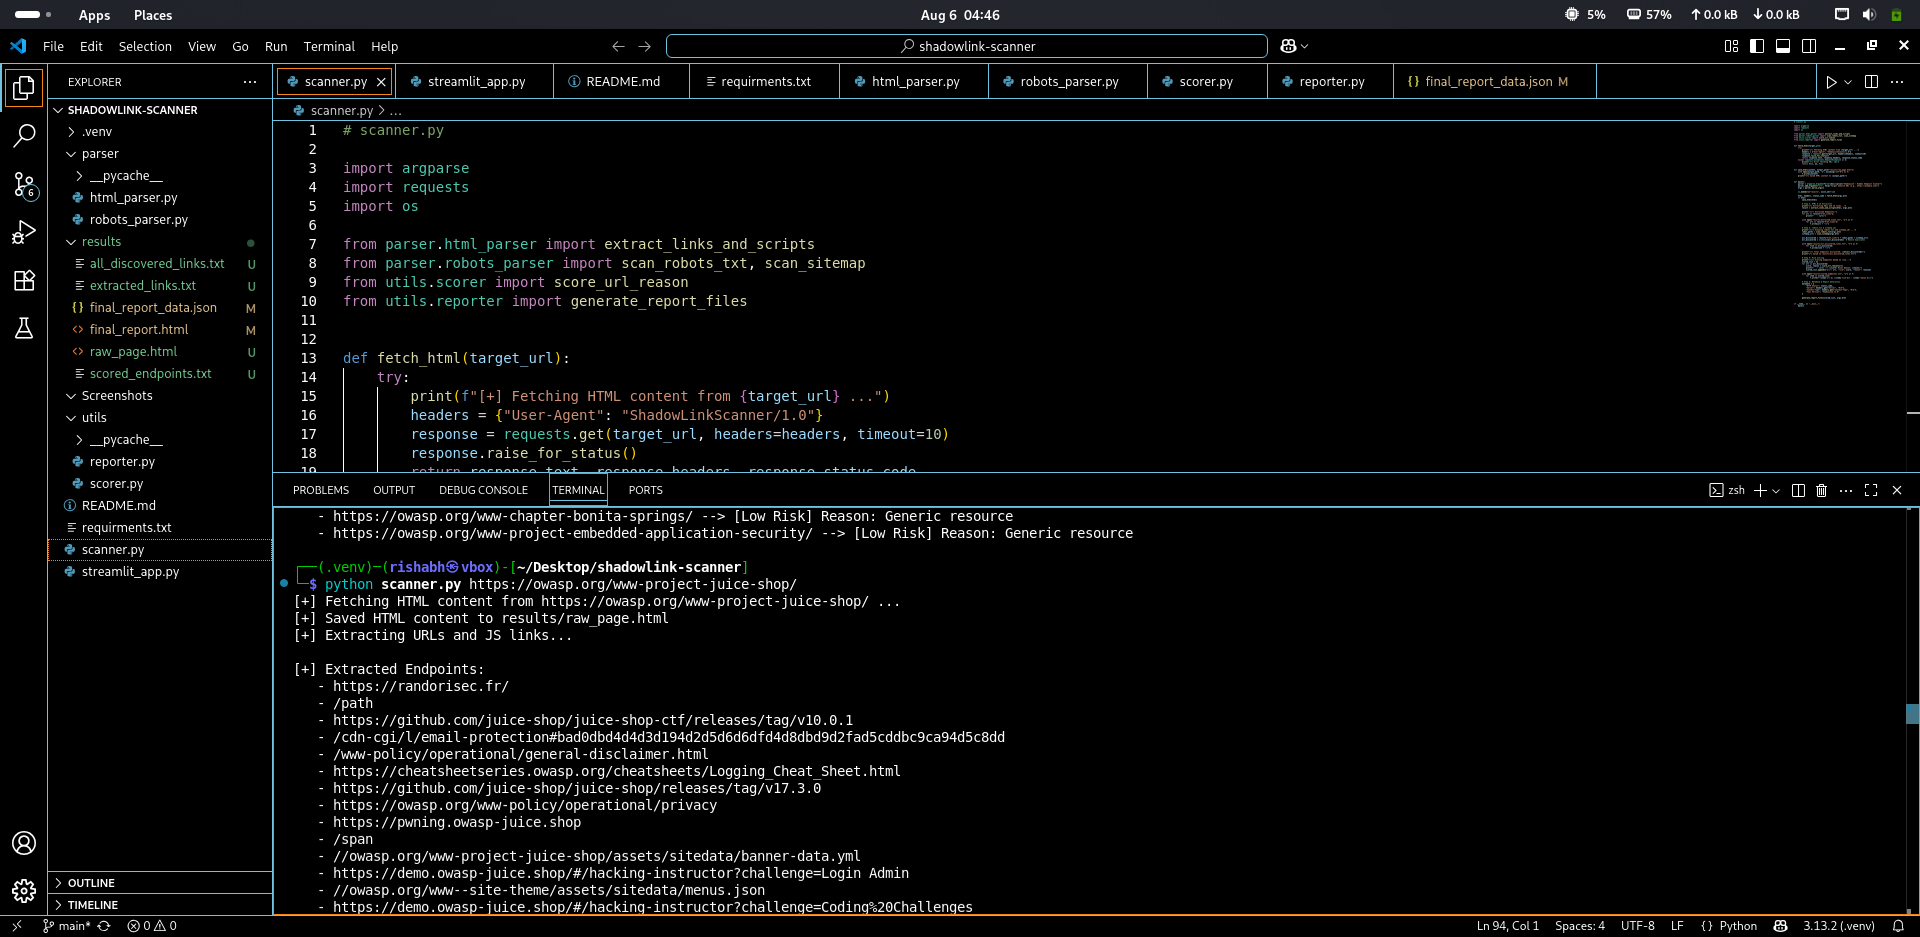 Apps Places Aug 6 04:46 5% 57% 0.0 kB 0.0 kB
File Edit Selection View Go Run Terminal Help shadowlink-scanner
EXPLORER
SHADOWLINK-SCANNER
.venv
parser
__pycache__
html_parser.py
robots_parser.py
results
all_discovered_links.txt U
extracted_links.txt U
final_report_data.json M
final_report.html M
raw_page.html U
scored_endpoints.txt U
Screenshots
utils
__pycache__
reporter.py
scorer.py
README.md
requirments.txt
scanner.py
streamlit_app.py
OUTLINE
TIMELINE
6
scanner.py streamlit_app.py README.md requirments.txt html_parser.py robots_parser.py scorer.py reporter.py final_report_data.json M
scanner.py > ...
1 # scanner.py
2
3 import argparse
4 import requests
5 import os
6
7 from parser.html_parser import extract_links_and_scripts
8 from parser.robots_parser import scan_robots_txt, scan_sitemap
9 from utils.scorer import score_url_reason
10 from utils.reporter import generate_report_files
11
12
13 def fetch_html(target_url):
14 try:
15 print(f"[+] Fetching HTML content from {target_url} ...")
16 headers = {"User-Agent": "ShadowLinkScanner/1.0"}
17 response = requests.get(target_url, headers=headers, timeout=10)
18 response.raise_for_status()
19 return response.text, response.headers, response.status_code
PROBLEMS OUTPUT DEBUG CONSOLE TERMINAL PORTS zsh
- https://owasp.org/www-chapter-bonita-springs/ --> [Low Risk] Reason: Generic resource
- https://owasp.org/www-project-embedded-application-security/ --> [Low Risk] Reason: Generic resource
┌──(.venv)─(rishabh㉿vbox)-[~/Desktop/shadowlink-scanner]
└─$ python scanner.py https://owasp.org/www-project-juice-shop/
[+] Fetching HTML content from https://owasp.org/www-project-juice-shop/ ...
[+] Saved HTML content to results/raw_page.html
[+] Extracting URLs and JS links...
[+] Extracted Endpoints:
- https://randorisec.fr/
- /path
- https://github.com/juice-shop/juice-shop-ctf/releases/tag/v10.0.1
- /cdn-cgi/l/email-protection#bad0dbd4d4d3d194d2d5d6d6dfd4d8dbd9d2fad5cddbc9ca94d5c8dd
- /www-policy/operational/general-disclaimer.html
- https://cheatsheetseries.owasp.org/cheatsheets/Logging_Cheat_Sheet.html
- https://github.com/juice-shop/juice-shop/releases/tag/v17.3.0
- https://owasp.org/www-policy/operational/privacy
- https://pwning.owasp-juice.shop
- /span
- //owasp.org/www-project-juice-shop/assets/sitedata/banner-data.yml
- https://demo.owasp-juice.shop/#/hacking-instructor?challenge=Login Admin
- //owasp.org/www--site-theme/assets/sitedata/menus.json
- https://demo.owasp-juice.shop/#/hacking-instructor?challenge=Coding%20Challenges
main* 0 0 Ln 94, Col 1 Spaces: 4 UTF-8 LF {} Python 3.13.2 (.venv)